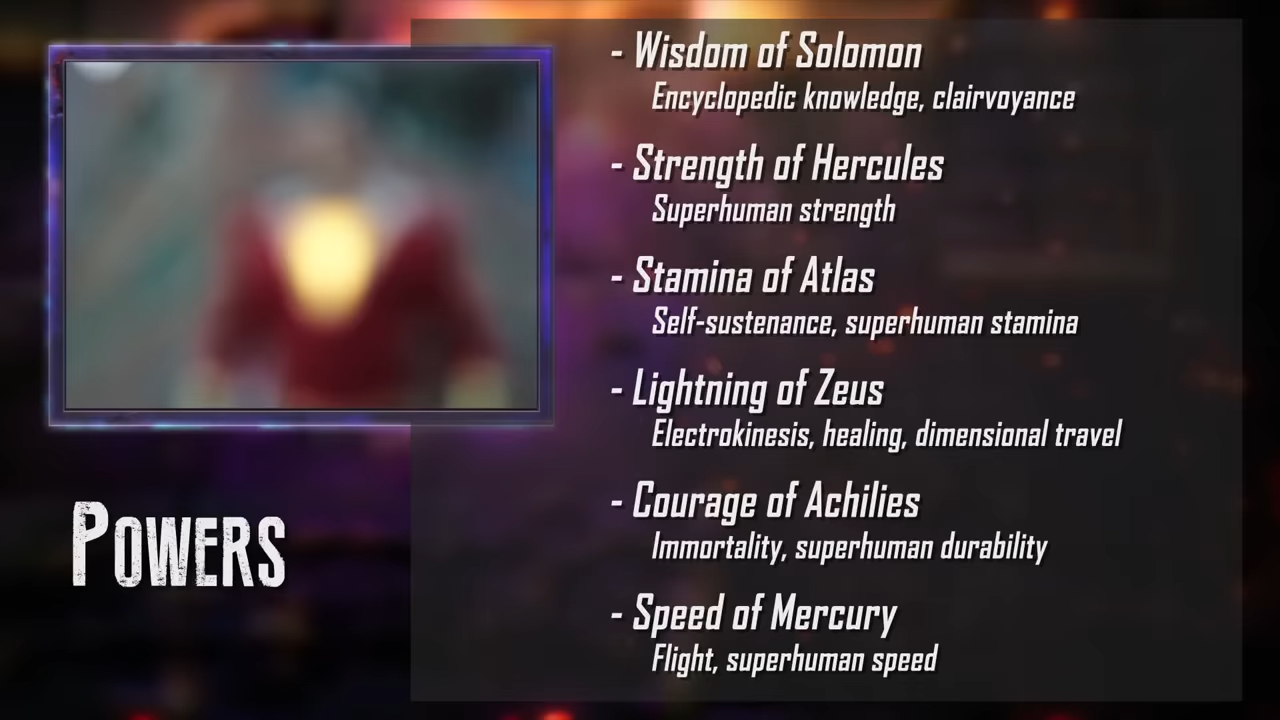 - Wisdom of Solomon
Encyclopedic knowledge, clairvoyance
- Strength of Hercules
Superhuman strength
- Stamina of Atlas
Self-sustenance, superhuman stamina
- Lightning of Zeus
Electrokinesis, healing, dimensional travel
- Courage of Achilies
Immortality, superhuman durability
- Speed of Mercury
Flight, superhuman speed
Powers